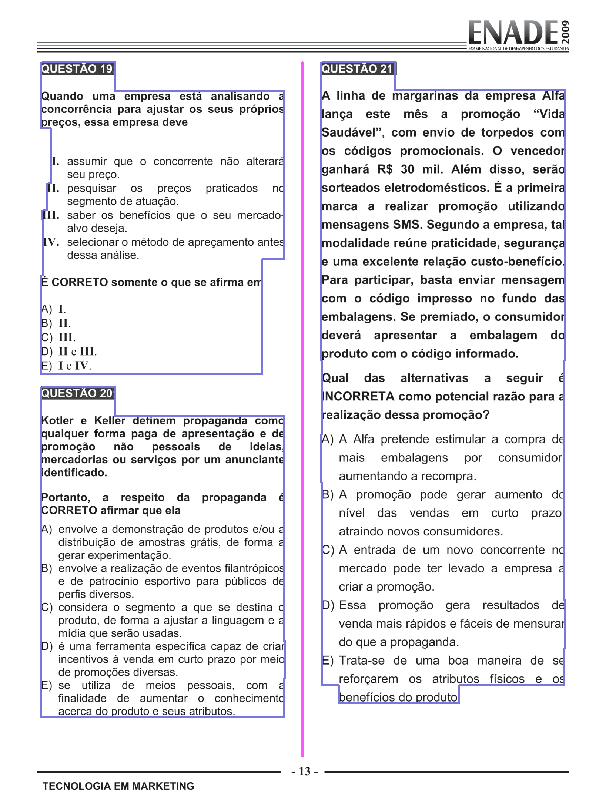 ENADE 2009
EXAME NACIONAL DE DESEMPENHO DOS ESTUDANTES
QUESTÃO 19
Quando uma empresa está analisando a
concorrência para ajustar os seus próprios
preços, essa empresa deve
I. assumir que o concorrente não alterará
seu preço.
II. pesquisar os preços praticados no
segmento de atuação.
III. saber os benefícios que o seu mercado-
alvo deseja.
IV. selecionar o método de apreçamento antes
dessa análise.
É CORRETO somente o que se afirma em
A) I.
B) II.
C) III.
D) II e III.
E) I e IV.
QUESTÃO 20
Kotler e Keller definem propaganda como
qualquer forma paga de apresentação e de
promoção não pessoais de ideias,
mercadorias ou serviços por um anunciante
identificado.
Portanto, a respeito da propaganda é
CORRETO afirmar que ela
A) envolve a demonstração de produtos e/ou a
distribuição de amostras grátis, de forma a
gerar experimentação.
B) envolve a realização de eventos filantrópicos
e de patrocínio esportivo para públicos de
perfis diversos.
C) considera o segmento a que se destina o
produto, de forma a ajustar a linguagem e a
mídia que serão usadas.
D) é uma ferramenta específica capaz de criar
incentivos à venda em curto prazo por meio
de promoções diversas.
E) se utiliza de meios pessoais, com a
finalidade de aumentar o conhecimento
acerca do produto e seus atributos.
QUESTÃO 21
A linha de margarinas da empresa Alfa
lança este mês a promoção “Vida
Saudável”, com envio de torpedos com
os códigos promocionais. O vencedor
ganhará R$ 30 mil. Além disso, serão
sorteados eletrodomésticos. É a primeira
marca a realizar promoção utilizando
mensagens SMS. Segundo a empresa, tal
modalidade reúne praticidade, segurança
e uma excelente relação custo-benefício.
Para participar, basta enviar mensagem
com o código impresso no fundo das
embalagens. Se premiado, o consumidor
deverá apresentar a embalagem do
produto com o código informado.
Qual das alternativas a seguir é
INCORRETA como potencial razão para a
realização dessa promoção?
A) A Alfa pretende estimular a compra de
mais embalagens por consumidor,
aumentando a recompra.
B) A promoção pode gerar aumento do
nível das vendas em curto prazo,
atraindo novos consumidores.
C) A entrada de um novo concorrente no
mercado pode ter levado a empresa a
criar a promoção.
D) Essa promoção gera resultados de
venda mais rápidos e fáceis de mensurar
do que a propaganda.
E) Trata-se de uma boa maneira de se
reforçarem os atributos físicos e os
benefícios do produto.
- 13 -
TECNOLOGIA EM MARKETING